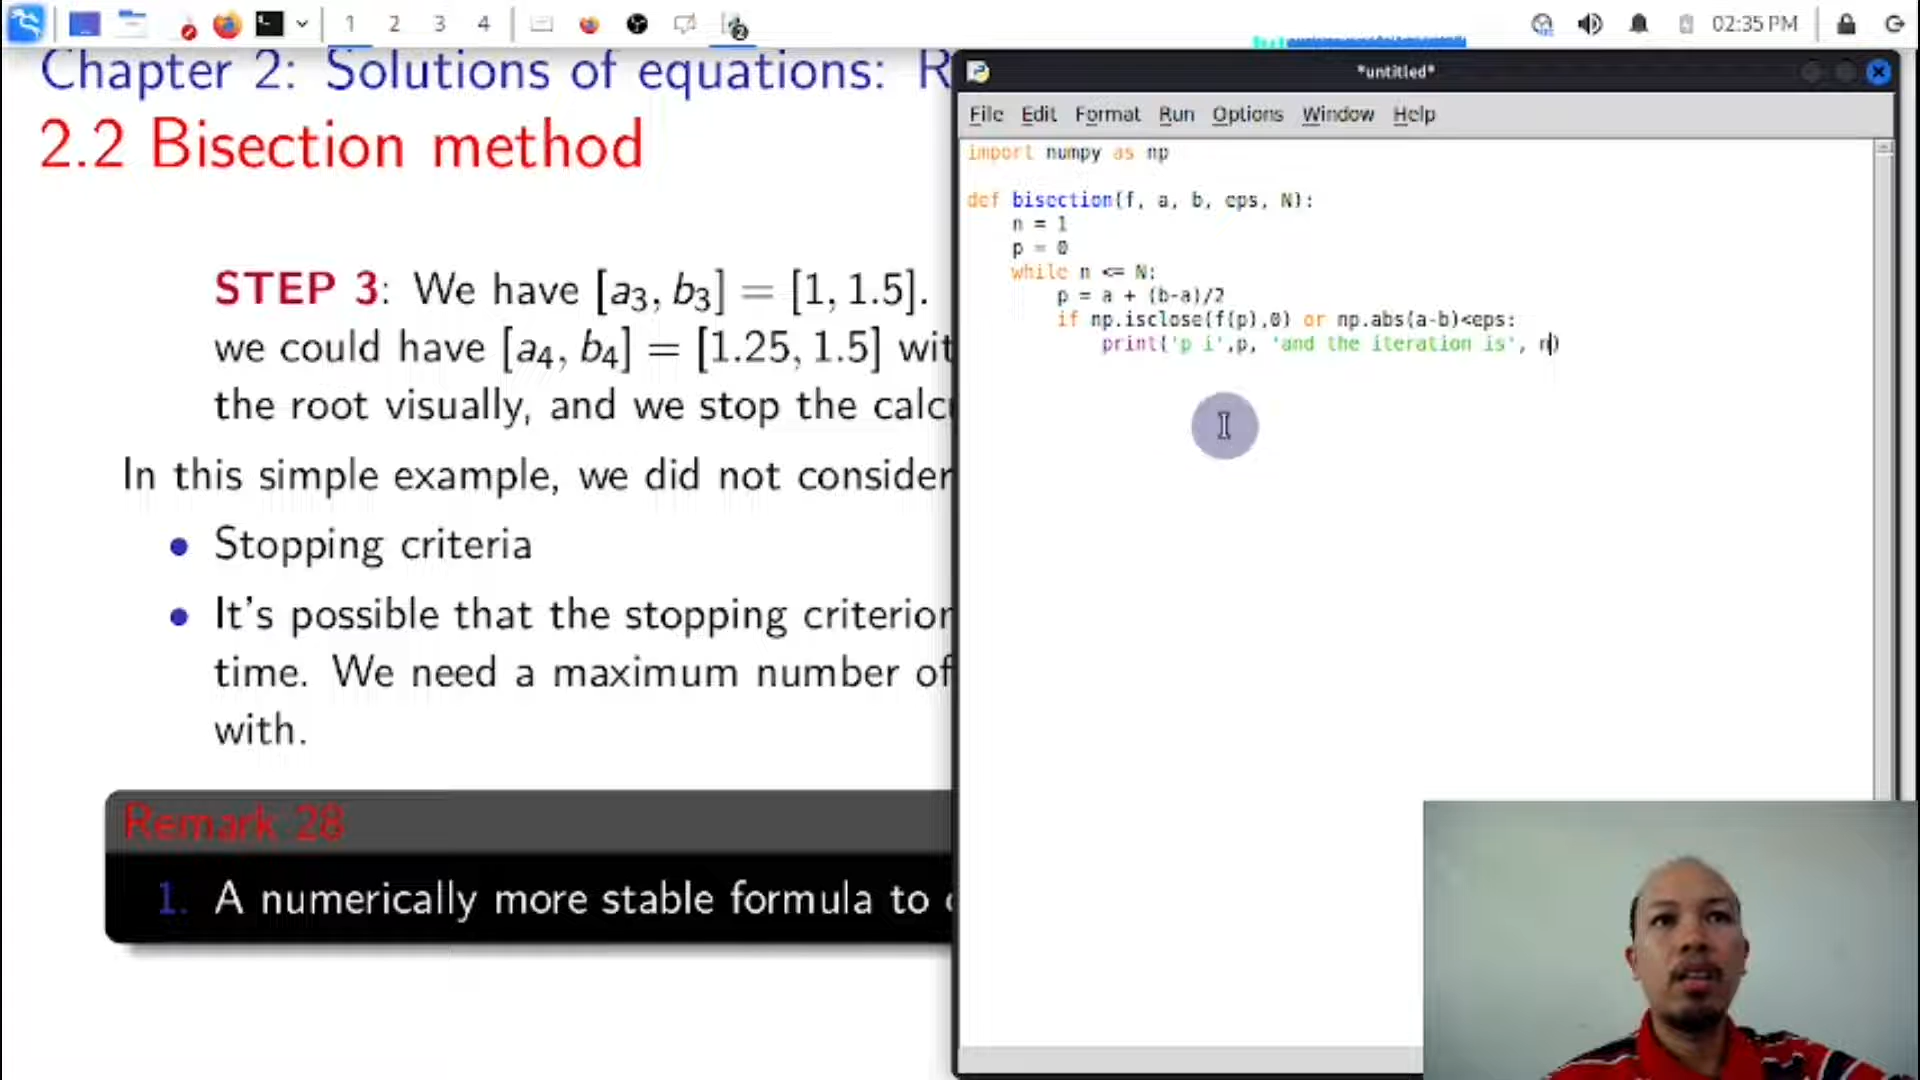 1 2 3 4
02:35 PM
Chapter 2: Solutions of equations: R
2.2 Bisection method
STEP 3: We have [a3, b3] = [1, 1.5].
we could have [a4, b4] = [1.25, 1.5] wit
the root visually, and we stop the calcu
In this simple example, we did not consider
• Stopping criteria
• It's possible that the stopping criterion
time. We need a maximum number of
with.
Remark 28
1. A numerically more stable formula to c
*untitled*
File Edit Format Run Options Window Help
import numpy as np
def bisection(f, a, b, eps, N):
n = 1
p = 0
while n <= N:
p = a + (b-a)/2
if np.isclose(f(p),0) or np.abs(a-b)<eps:
print('p i',p, 'and the iteration is', n)